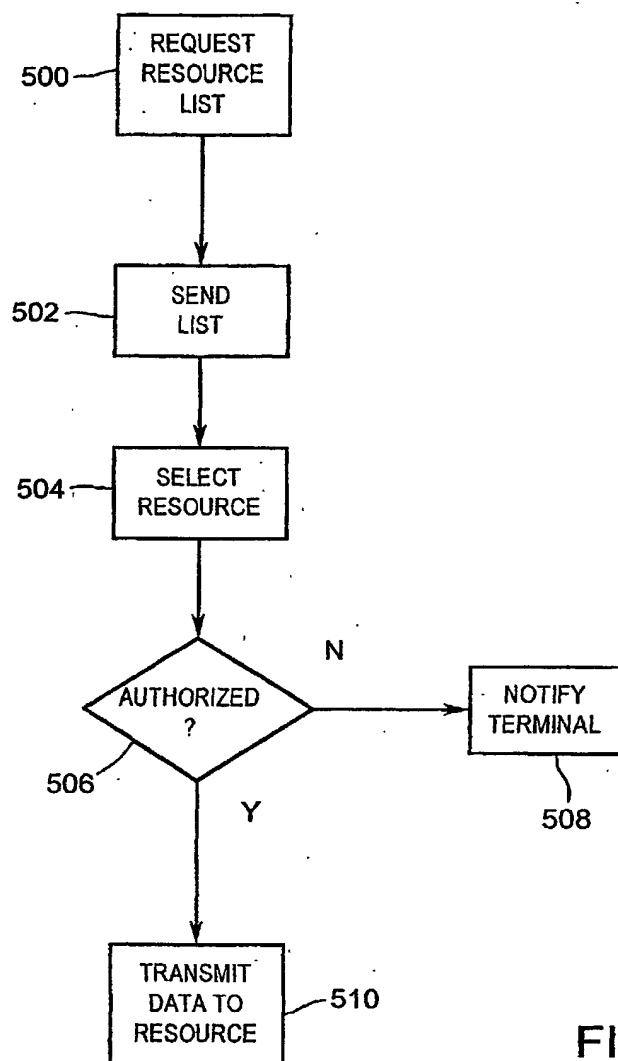 REQUEST
RESOURCE
LIST
500
SEND
LIST
502
SELECT
RESOURCE
504
AUTHORIZED
?
506
N
NOTIFY
TERMINAL
508
Y
TRANSMIT
DATA TO
RESOURCE
510
FI